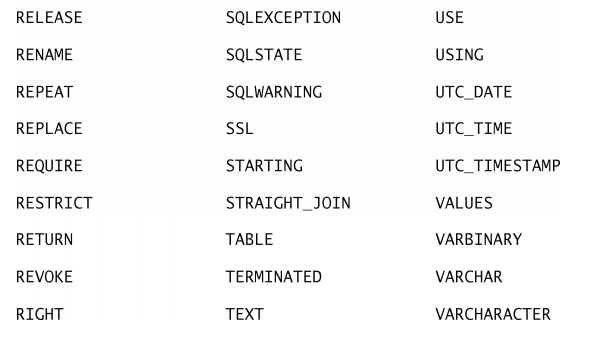 RELEASE SQLEXCEPTION USE
RENAME SQLSTATE USING
REPEAT SQLWARNING UTC_DATE
REPLACE SSL UTC_TIME
REQUIRE STARTING UTC_TIMESTAMP
RESTRICT STRAIGHT_JOIN VALUES
RETURN TABLE VARBINARY
REVOKE TERMINATED VARCHAR
RIGHT TEXT VARCHARACTER